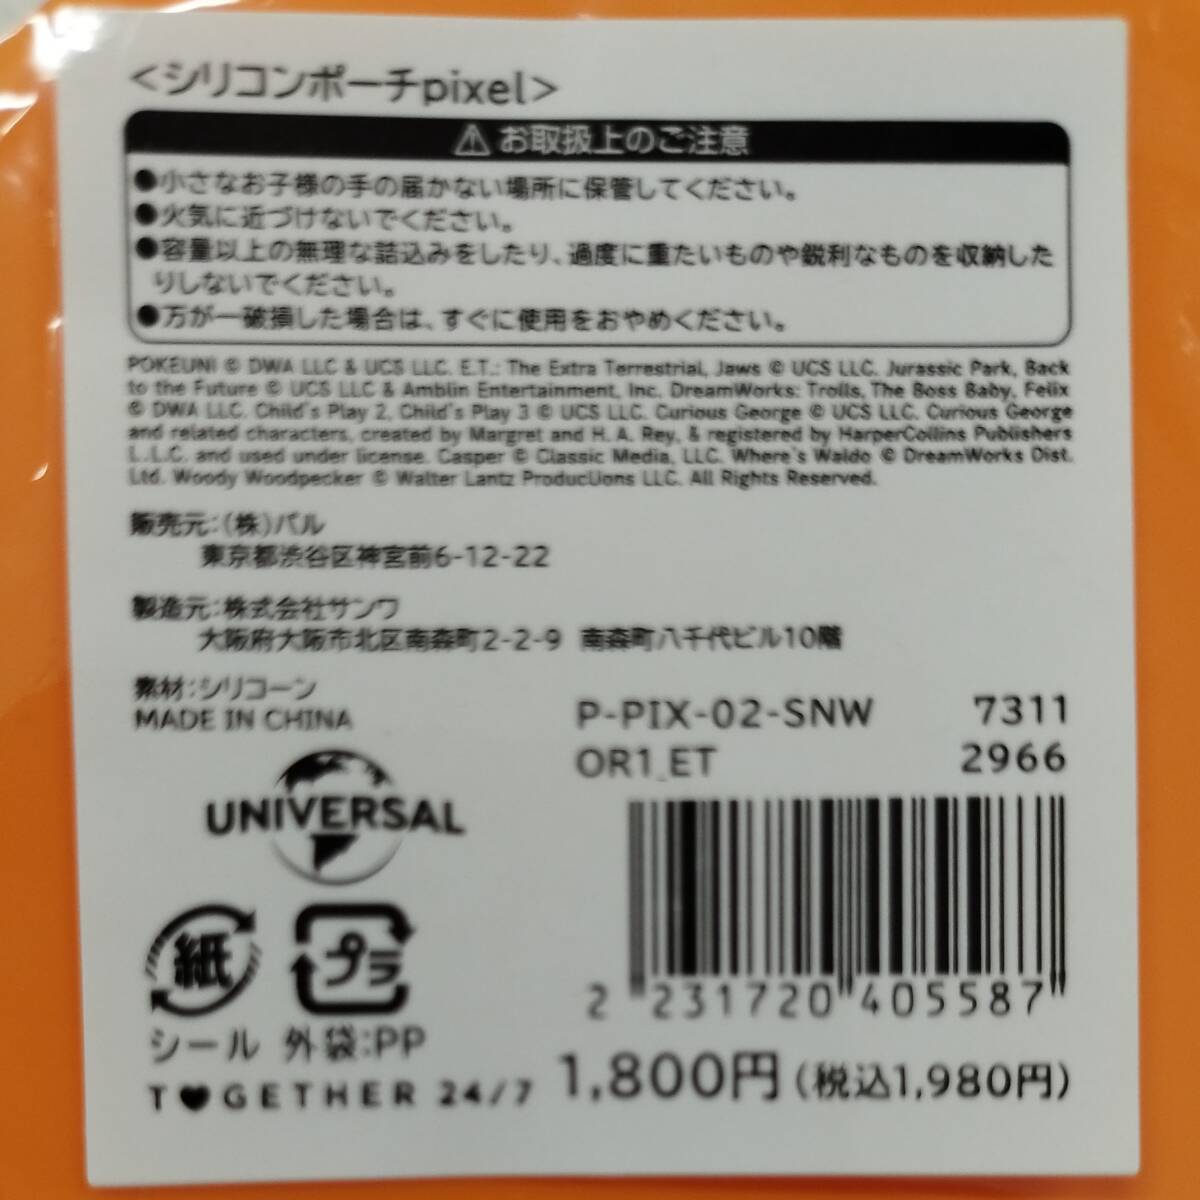 <シリコンポーチpixel>
⚠お取扱上のご注意
●小さなお子様の手の届かない場所に保管してください。
●火気に近づけないでください。
●容量以上の無理な詰込みをしたり、過度に重たいものや鋭利なものを収納した
りしないでください。
●万が一破損した場合は、すぐに使用をおやめください。
POKEUNI © DWA LLC & UCS LLC. E.T.: The Extra Terrestrial, Jaws © UCS LLC. Jurassic Park, Back
to the Future © UCS LLC & Amblin Entertainment, Inc. DreamWorks: Trolls, The Boss Baby, Felix
© DWA LLC. Child's Play 2, Child's Play 3 © UCS LLC. Curious George © UCS LLC. Curious George
and related characters, created by Margret and H. A. Rey, & registered by HarperCollins Publishers
L.L.C. and used under license. Casper © Classic Media, LLC. Where's Waldo © DreamWorks Dist.
Ltd. Woody Woodpecker © Walter Lantz ProducUons LLC. All Rights Reserved.
販売元:(株)パル
東京都渋谷区神宮前6-12-22
製造元:株式会社サンワ
大阪府大阪市北区南森町2-2-9 南森町八千代ビル10階
素材:シリコーン
MADE IN CHINA
P-PIX-02-SNW 7311
OR1_ET 2966
UNIVERSAL
2 231720 405587
紙 プラ
シール 外袋:PP
T♥GETHER 24/7
1,800円(税込1,980円)